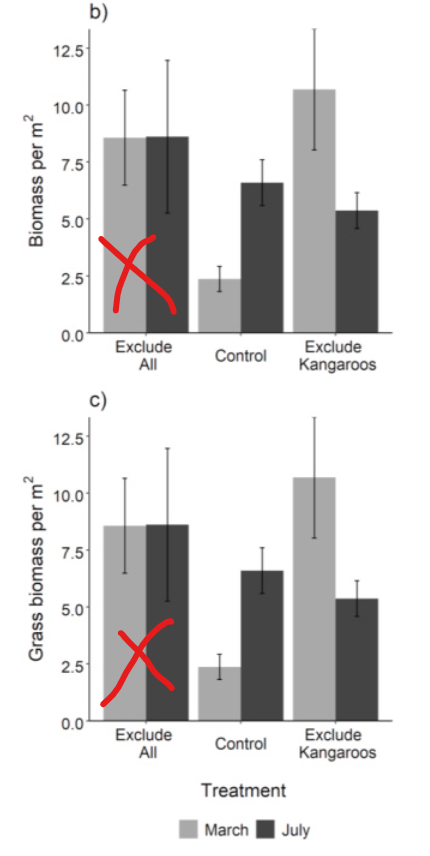 b)
Biomass per m²
12.5
10.0
7.5
5.0
2.5
0.0
Exclude
All
Control
Exclude
Kangaroos
c)
Grass biomass per m²
12.5
10.0
7.5
5.0
2.5
0.0
Exclude
All
Control
Exclude
Kangaroos
Treatment
March July